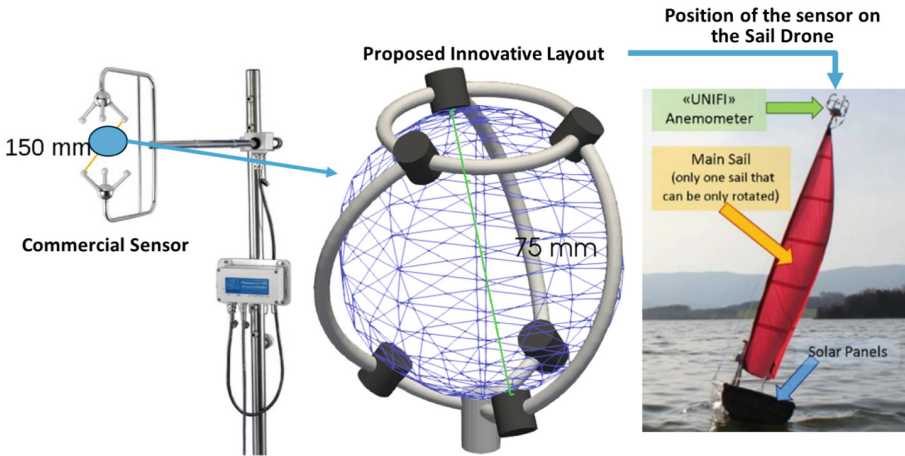 Position of the sensor on
the Sail Drone
Proposed Innovative Layout
«UNIFI»
Anemometer
150 mm
Main Sail
(only one sail that
can be only rotated)
Commercial Sensor
75 mm
Solar Panels